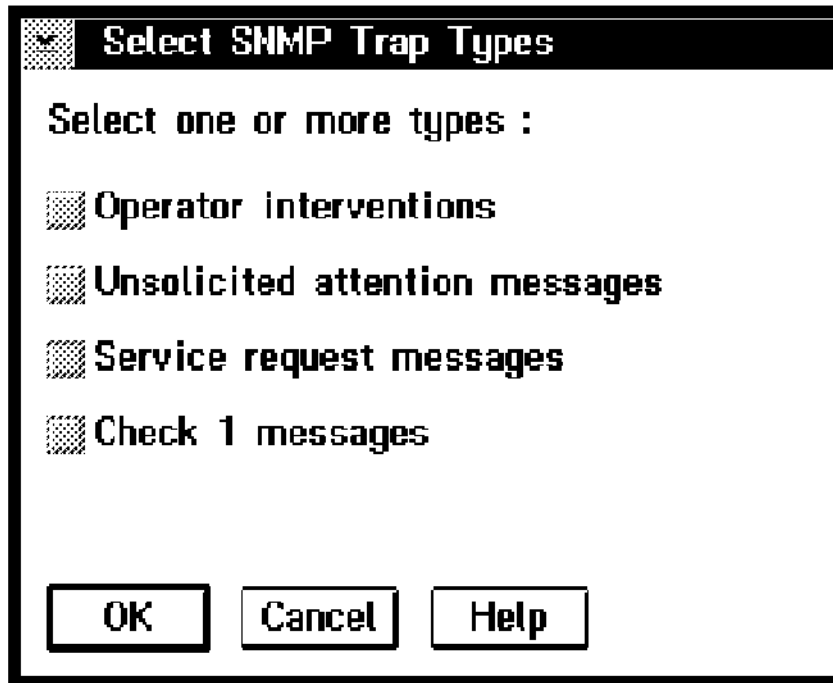 Select SNMP Trap Types
Select one or more types :
Operator interventions
Unsolicited attention messages
Service request messages
Check 1 messages
OK Cancel Help